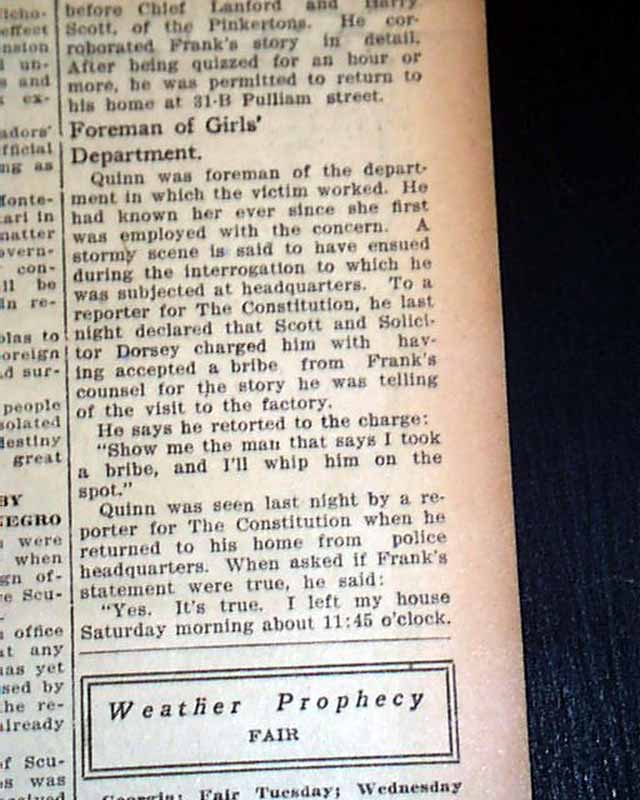 before Chief Lanford and Harry
Scott, of the Pinkertons. He cor-
roborated Frank's story in detail.
After being quizzed for an hour or
more, he was permitted to return to
his home at 31-B Pulliam street.
Foreman of Girls'
Department.
Quinn was foreman of the depart-
ment in which the victim worked. He
had known her ever since she first
was employed with the concern. A
stormy scene is said to have ensued
during the interrogation to which he
was subjected at headquarters. To a
reporter for The Constitution, he last
night declared that Scott and Solici-
tor Dorsey charged him with hav-
ing accepted a bribe from Frank's
counsel for the story he was telling
of the visit to the factory.
He says he retorted to the charge:
"Show me the man that says I took
a bribe, and I'll whip him on the
spot."
Quinn was seen last night by a re-
porter for The Constitution when he
returned to his home from police
headquarters. When asked if Frank's
statement were true, he said:
"Yes. It's true. I left my house
Saturday morning about 11:45 o'clock.
Weather Prophecy
FAIR
Georgia: Fair Tuesday; Wednesday